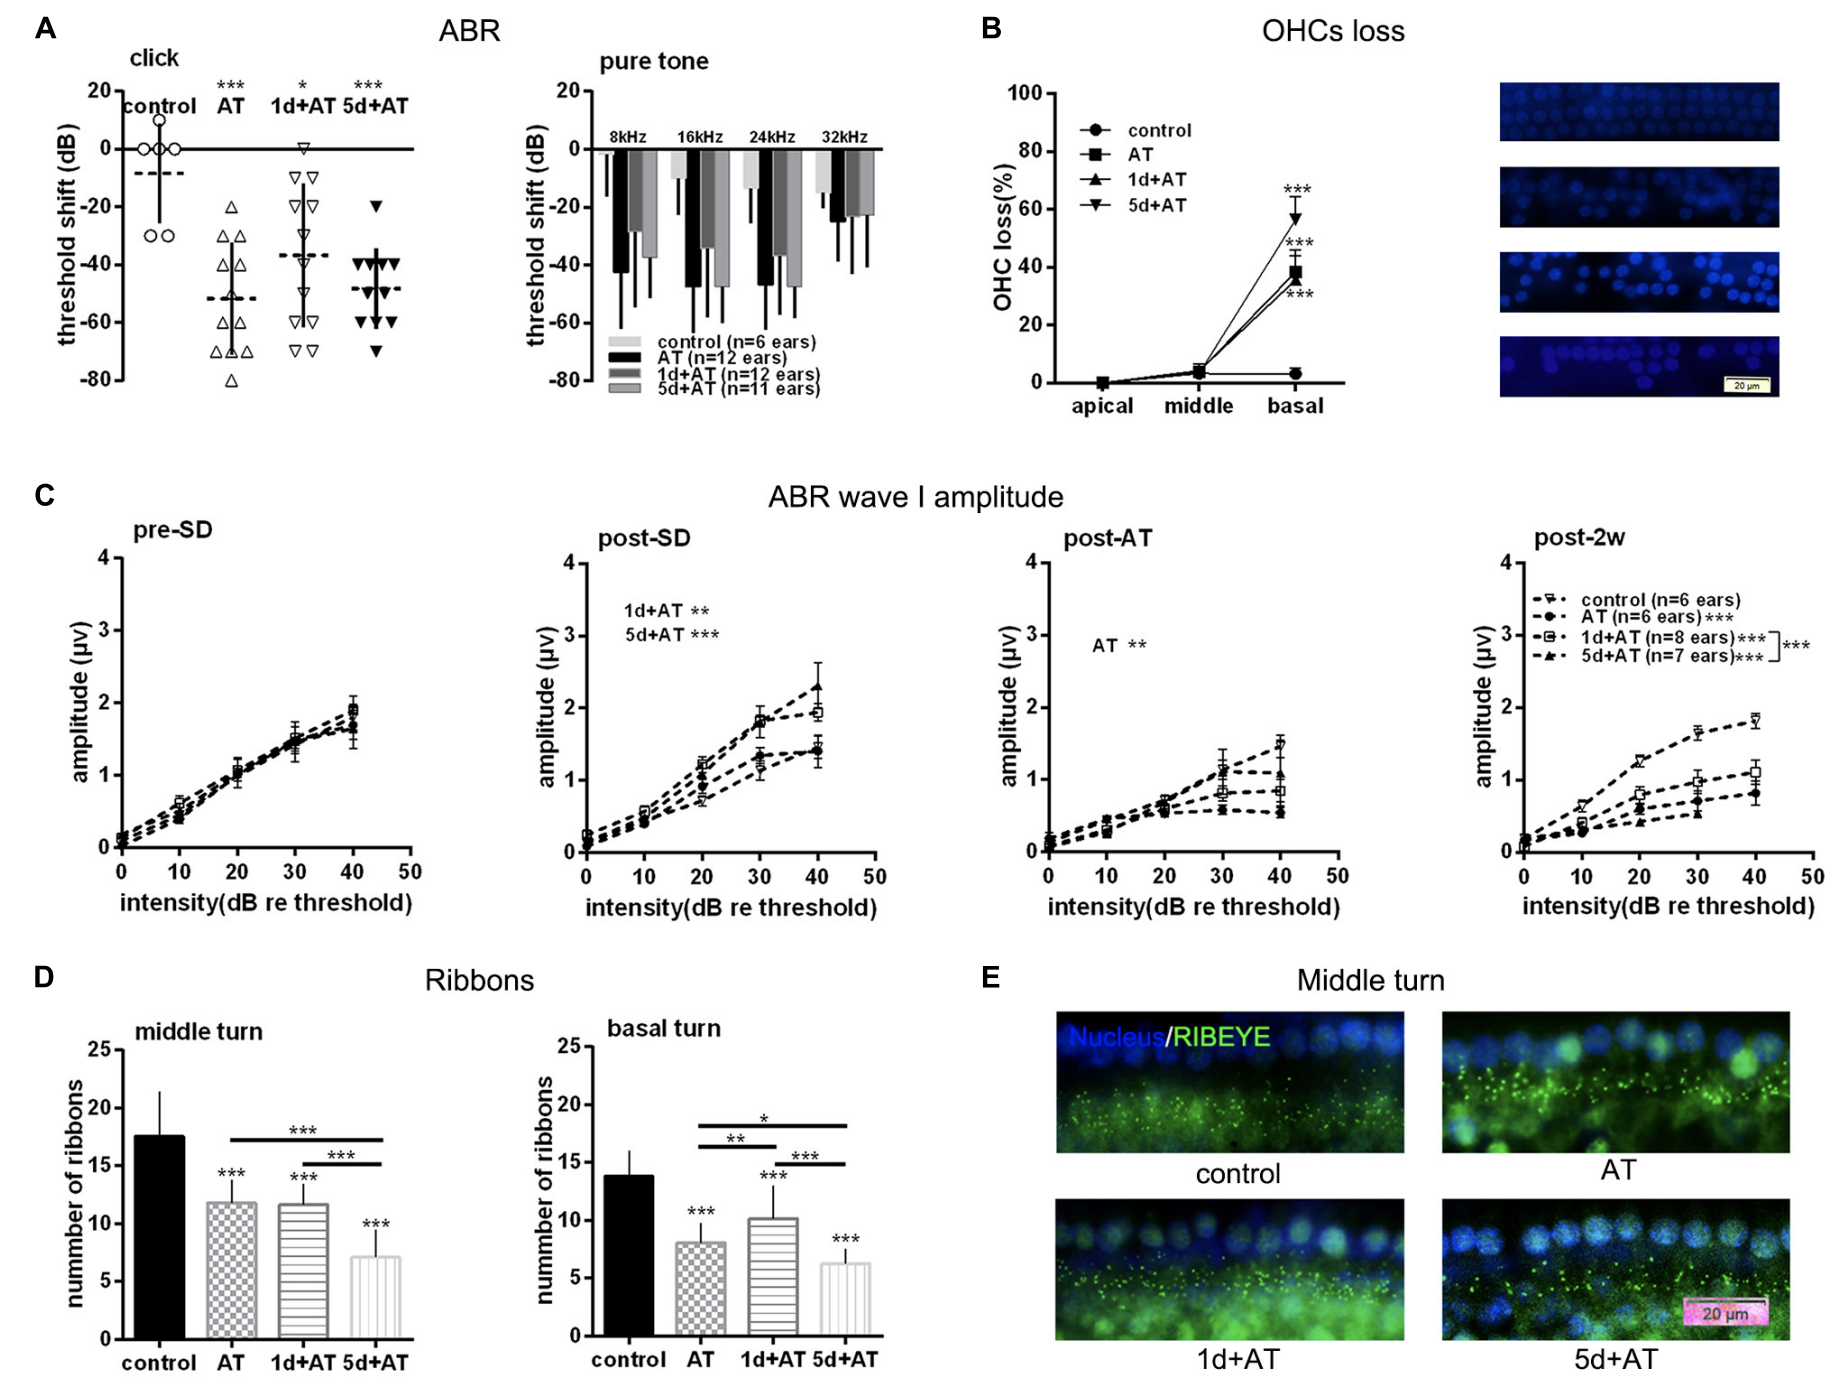 A
ABR
click
*** * ***
control AT 1d+AT 5d+AT
threshold shift (dB)
20
0
-20
-40
-60
-80
pure tone
threshold shift (dB)
20
0
-20
-40
-60
-80
8kHz 16kHz 24kHz 32kHz
control (n=6 ears)
AT (n=12 ears)
1d+AT (n=12 ears)
5d+AT (n=11 ears)
B
OHCs loss
OHC loss(%)
100
80
60
40
20
0
control
AT
1d+AT
5d+AT
***
***
***
apical middle basal
20 µm
C
ABR wave I amplitude
pre-SD
amplitude (µv)
4
3
2
1
0
0 10 20 30 40 50
intensity(dB re threshold)
post-SD
amplitude (µv)
4
3
2
1
0
1d+AT **
5d+AT ***
0 10 20 30 40 50
intensity(dB re threshold)
post-AT
amplitude (µv)
4
3
2
1
0
AT **
0 10 20 30 40 50
intensity(dB re threshold)
post-2w
amplitude (µv)
4
3
2
1
0
control (n=6 ears)
AT (n=6 ears)***
1d+AT (n=8 ears)***
5d+AT (n=7 ears)***
***
0 10 20 30 40 50
intensity(dB re threshold)
D
Ribbons
middle turn
nummber of ribbons
25
20
15
10
5
0
***
***
***
***
***
control AT 1d+AT 5d+AT
basal turn
nummber of ribbons
25
20
15
10
5
0
*
**
***
***
***
***
control AT 1d+AT 5d+AT
E
Middle turn
Nucleus/RIBEYE
control
AT
20 µm
1d+AT
5d+AT